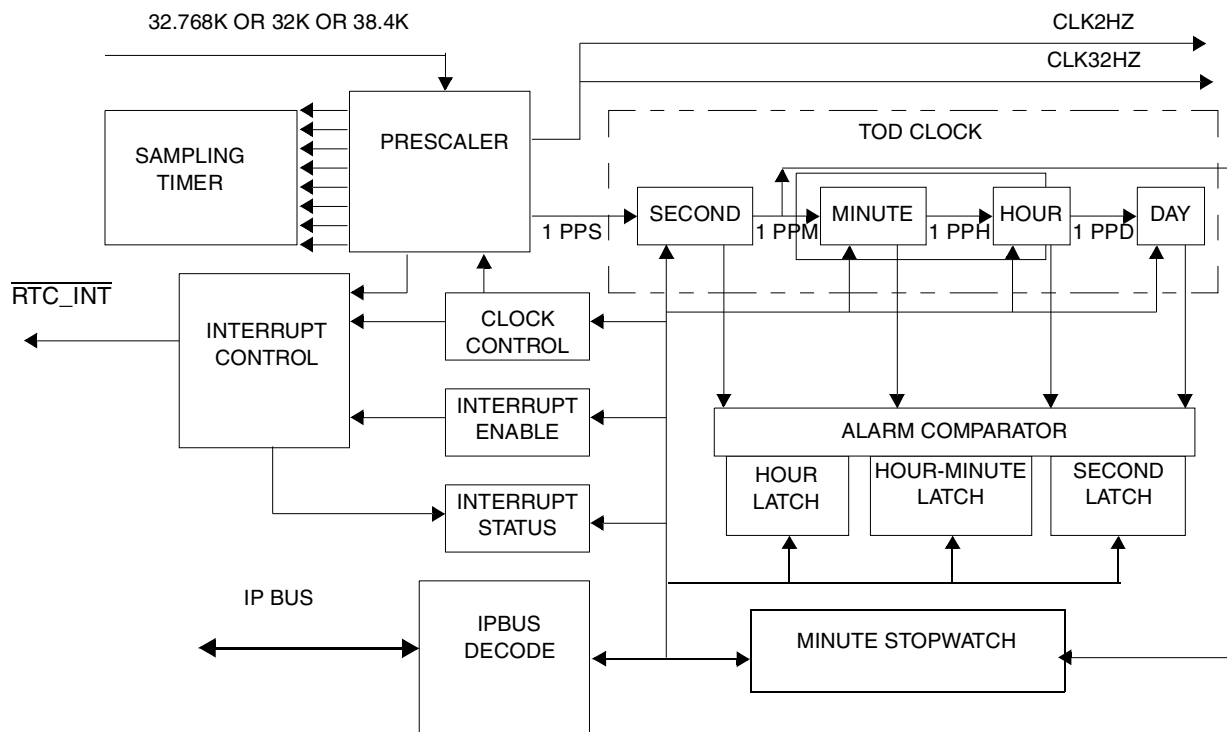 32.768K OR 32K OR 38.4K
CLK2HZ
CLK32HZ
PRESCALER
SAMPLING
TIMER
TOD CLOCK
SECOND
MINUTE
HOUR
DAY
1 PPS
1 PPM
1 PPH
1 PPD
RTC_INT
INTERRUPT
CONTROL
CLOCK
CONTROL
INTERRUPT
ENABLE
INTERRUPT
STATUS
ALARM COMPARATOR
HOUR
LATCH
HOUR-MINUTE
LATCH
SECOND
LATCH
IP BUS
IPBUS
DECODE
MINUTE STOPWATCH